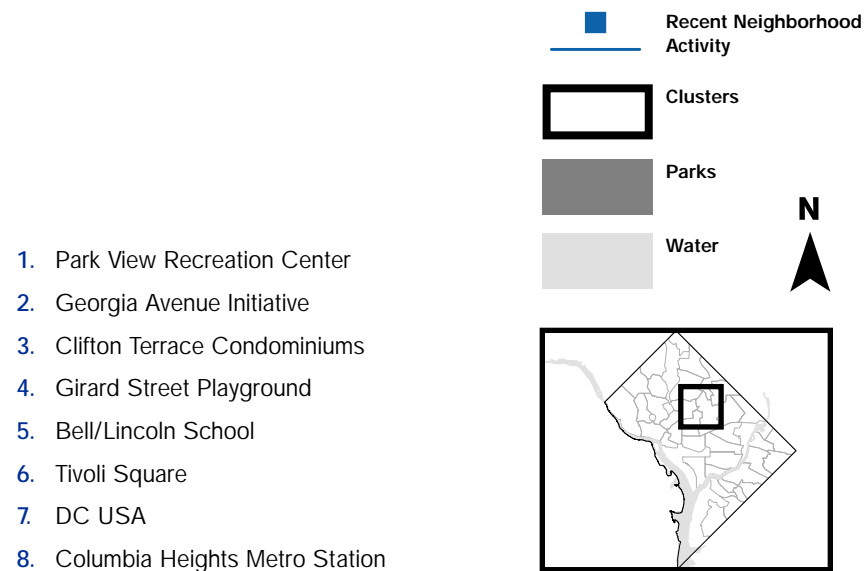 Recent Neighborhood
Activity
Clusters
Parks
N
Water
1. Park View Recreation Center
2. Georgia Avenue Initiative
3. Clifton Terrace Condominiums
4. Girard Street Playground
5. Bell/Lincoln School
6. Tivoli Square
7. DC USA
8. Columbia Heights Metro Station